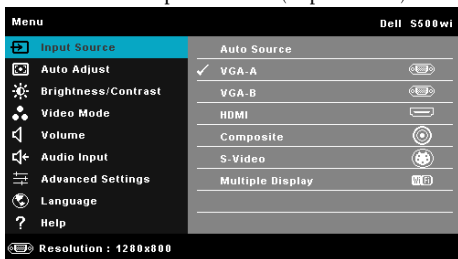 Menu Dell S500wi
Input Source
Auto Adjust
Brightness/Contrast
Video Mode
Volume
Audio Input
Advanced Settings
Language
? Help
Auto Source
✓ VGA-A
VGA-B
HDMI
Composite
S-Video
Multiple Display WiFi
Resolution : 1280x800